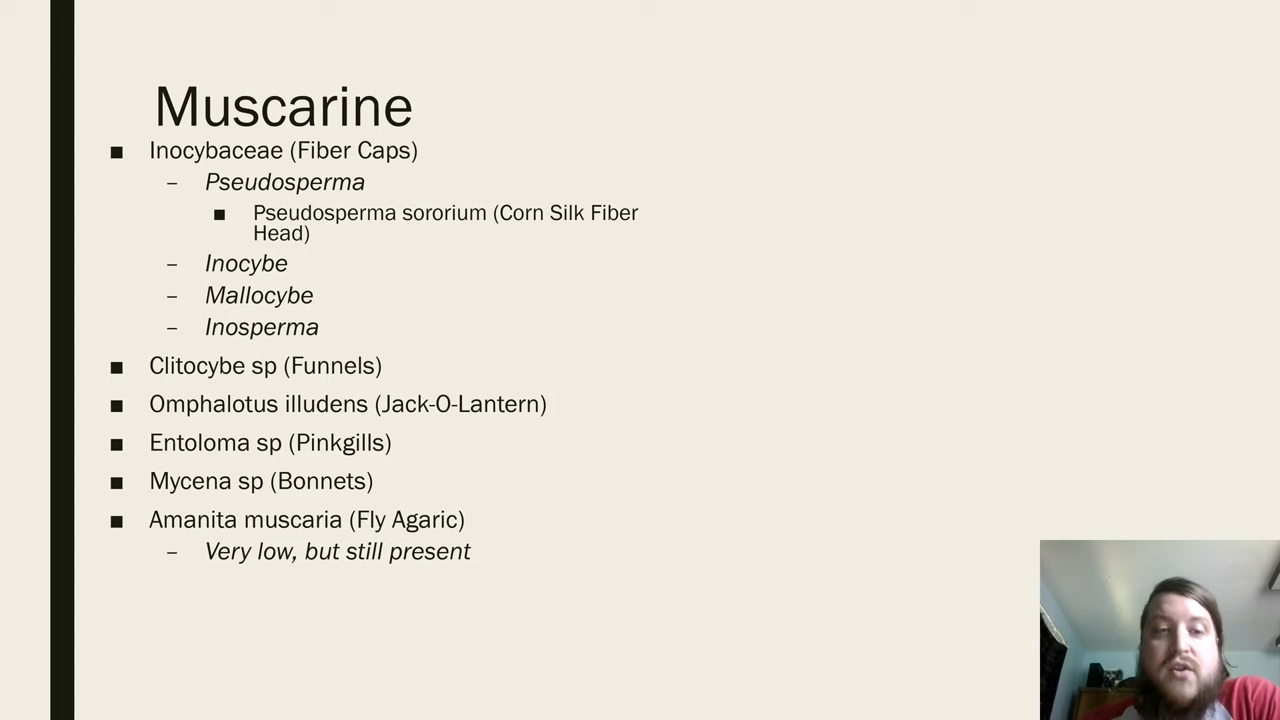 Muscarine
■ Inocybaceae (Fiber Caps)
– Pseudosperma
■ Pseudosperma sororium (Corn Silk Fiber
Head)
– Inocybe
– Mallocybe
– Inosperma
■ Clitocybe sp (Funnels)
■ Omphalotus illudens (Jack-O-Lantern)
■ Entoloma sp (Pinkgills)
■ Mycena sp (Bonnets)
■ Amanita muscaria (Fly Agaric)
– Very low, but still present